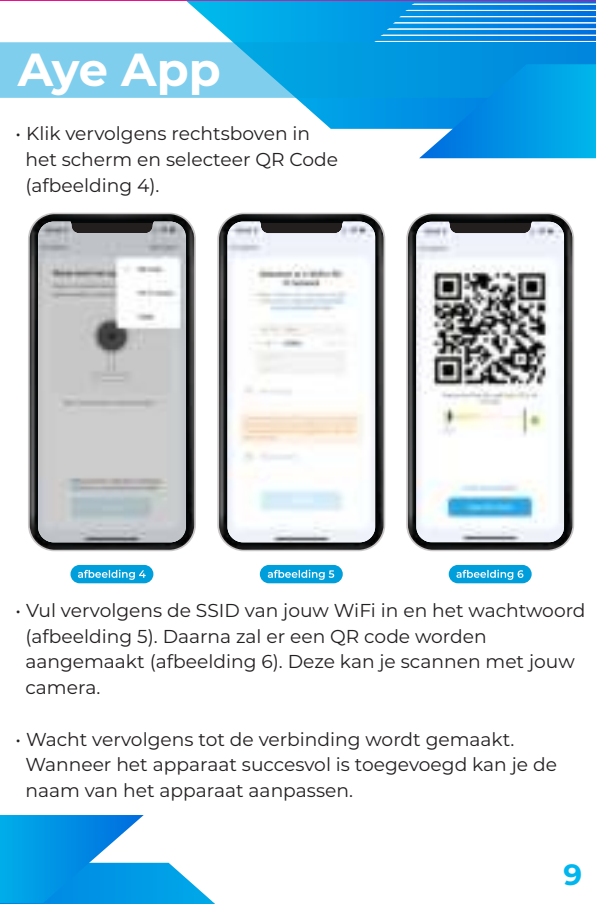 Aye App
• Klik vervolgens rechtsboven in
het scherm en selecteer QR Code
(afbeelding 4).
afbeelding 4
afbeelding 5
afbeelding 6
• Vul vervolgens de SSID van jouw WiFi in en het wachtwoord
(afbeelding 5). Daarna zal er een QR code worden
aangemaakt (afbeelding 6). Deze kan je scannen met jouw
camera.
• Wacht vervolgens tot de verbinding wordt gemaakt.
Wanneer het apparaat succesvol is toegevoegd kan je de
naam van het apparaat aanpassen.
9